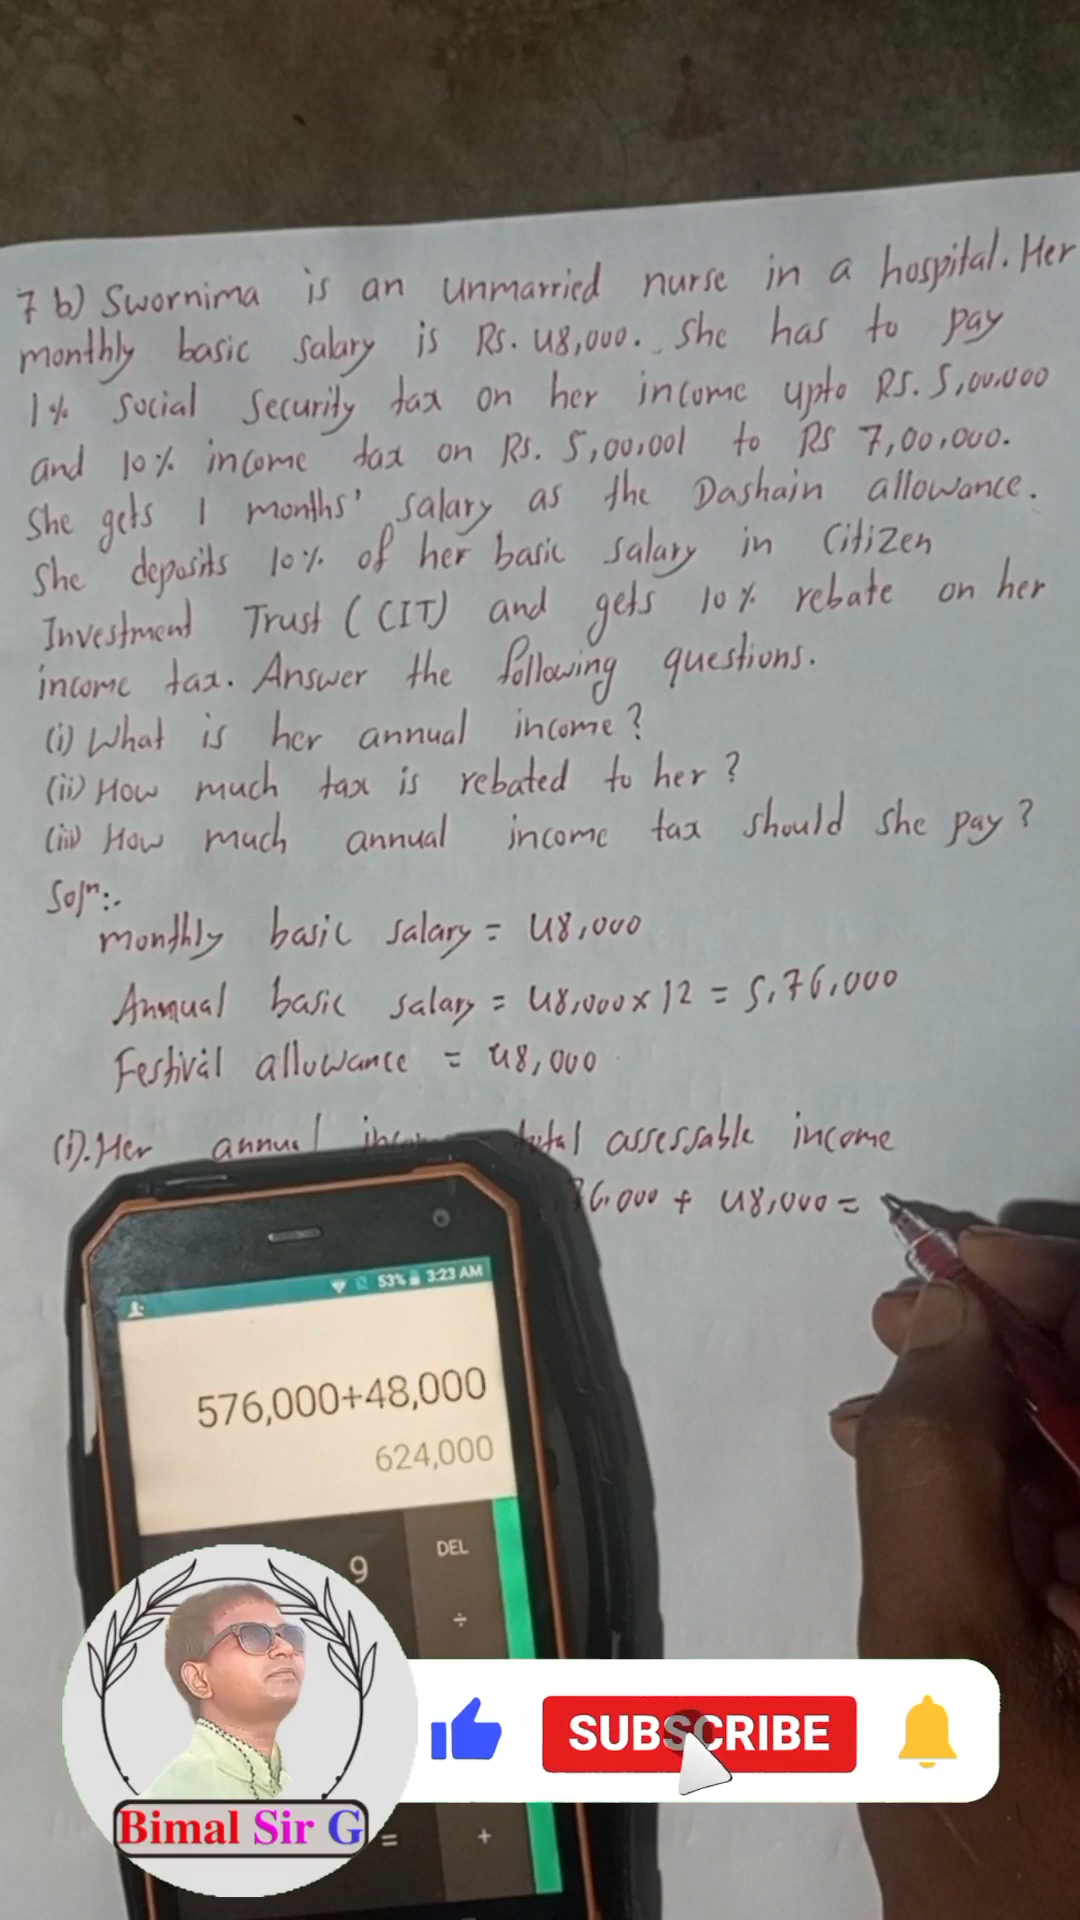 7 b) Swornima is an unmarried nurse in a hospital. Her
monthly basic salary is Rs. 48,000. She has to pay
1% social security tax on her income upto RS. 5,00,000
and 10% income tax on Rs. 5,00,001 to Rs 7,00,000.
She gets 1 months' salary as the Dashain allowance.
She deposits 10% of her basic salary in Citizen
Investment Trust (CIT) and gets 10% rebate on her
income tax. Answer the following questions.
(i) What is her annual income?
(ii) How much tax is rebated to her?
(iii) How much annual income tax should she pay?
Soln:-
monthly basic salary = 48,000
Annual basic salary = 48,000 x 12 = 5,76,000
Festival allowance = 48,000
(i). Her annual total assessable income
76,000 + 48,000 =
53% 3:23 AM
576,000+48,000
624,000
9 DEL
÷
= +
SUBSCRIBE
Bimal Sir G